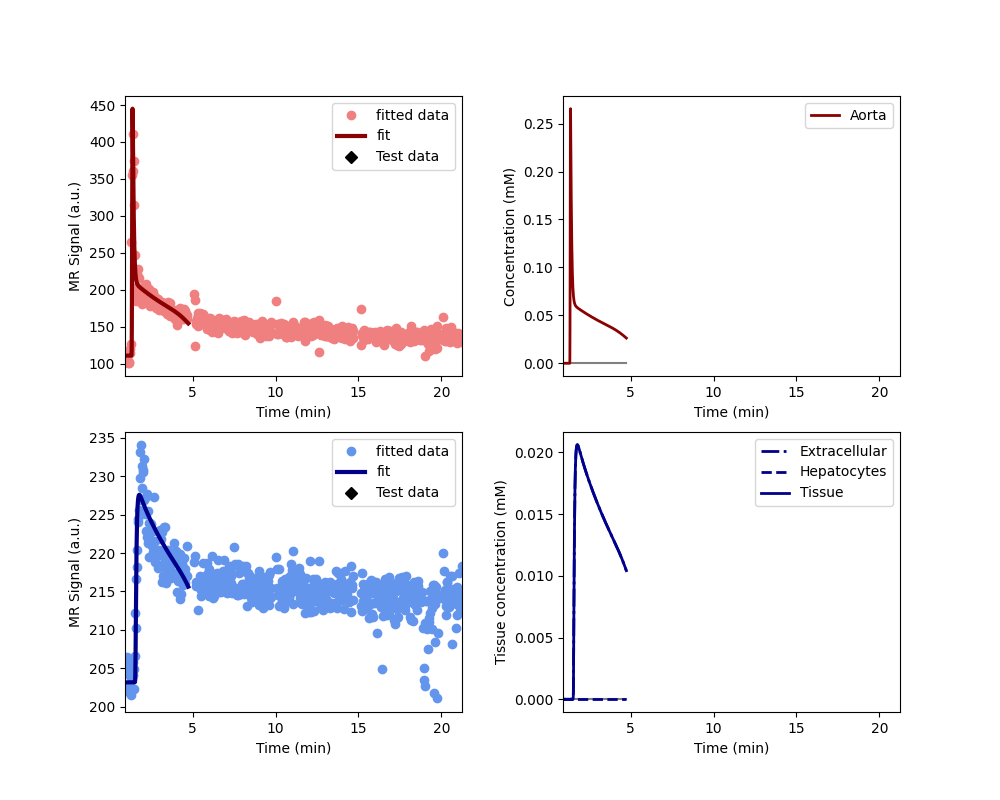 450
400
350
300
250
200
150
100
MR Signal (a.u.)
fitted data
fit
Test data
5
10
15
20
Time (min)
0.25
0.20
0.15
0.10
0.05
0.00
Concentration (mM)
Aorta
5
10
15
20
Time (min)
235
230
225
220
215
210
205
200
MR Signal (a.u.)
fitted data
fit
Test data
5
10
15
20
Time (min)
0.020
0.015
0.010
0.005
0.000
Tissue concentration (mM)
Extracellular
Hepatocytes
Tissue
5
10
15
20
Time (min)